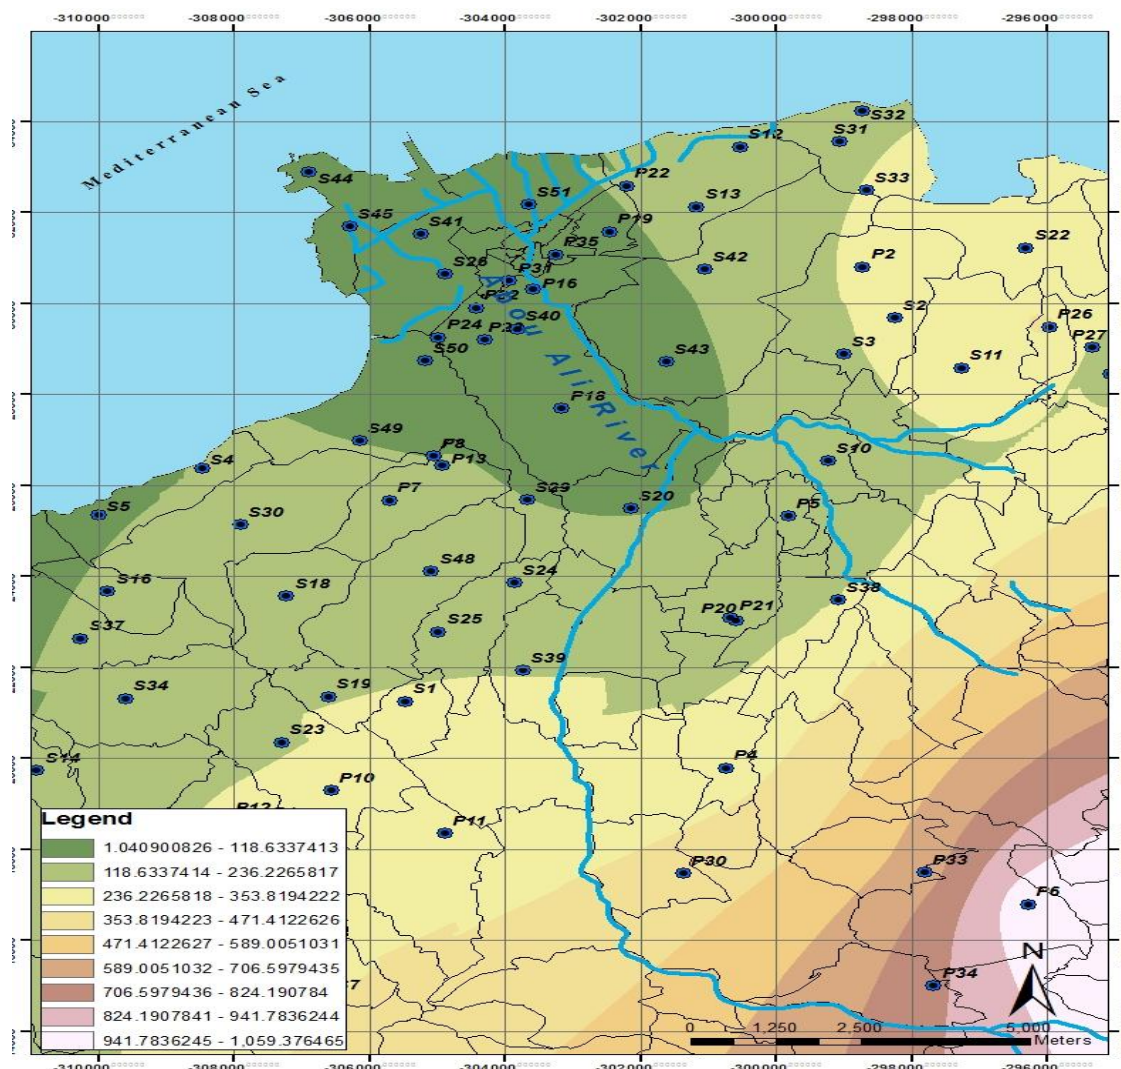 -310000 -308000 -306000 -304000 -302000 -300000 -298000 -296000
Mediterranean Sea
S32
S31
S12
S44
S33
P22
S51
S13
S45
S41
P19
S22
P35
P2
S42
S26
P31
P16
S2
P26
S40
P24
P27
S3
S50
S43
S11
P18
Abou Ali River
S49
P8
P13
S4
S10
P7
S29
S20
S5
P5
S30
S48
S24
S16
S18
S38
P20
P21
S25
S37
S39
S34
S19
S1
S23
S14
P4
P10
P12
P11
P30
P33
P6
P34
Legend
1.040900826 - 118.6337413
118.6337414 - 236.2265817
236.2265818 - 353.8194222
353.8194223 - 471.4122626
471.4122627 - 589.0051031
589.0051032 - 706.5979435
706.5979436 - 824.190784
824.1907841 - 941.7836244
941.7836245 - 1,059.376465
N
0 1,250 2,500 5,000
Meters
-310000 -308000 -306000 -304000 -302000 -300000 -298000 -296000